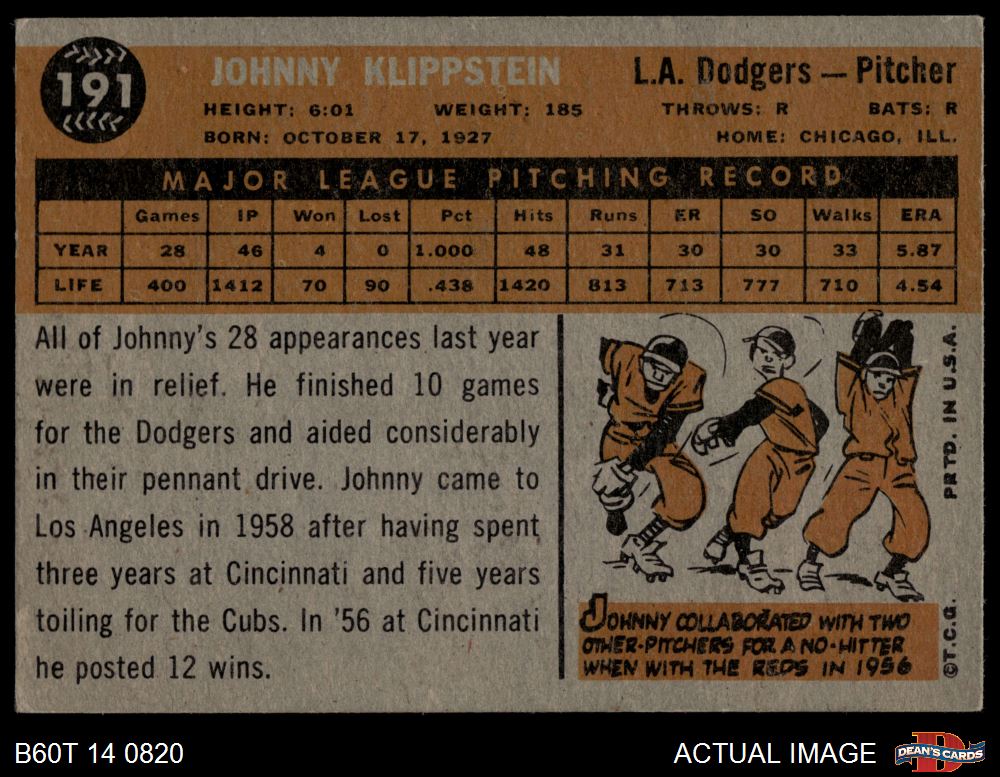 191
JOHNNY KLIPPSTEIN
L.A. Dodgers — Pitcher
HEIGHT: 6:01 WEIGHT: 185 THROWS: R BATS: R
BORN: OCTOBER 17, 1927 HOME: CHICAGO, ILL.
MAJOR LEAGUE PITCHING RECORD
Games IP Won Lost Pct Hits Runs ER SO Walks ERA
YEAR 28 46 4 0 1.000 48 31 30 30 33 5.87
LIFE 400 1412 70 90 .438 1420 813 713 777 710 4.54
All of Johnny's 28 appearances last year
were in relief. He finished 10 games
for the Dodgers and aided considerably
in their pennant drive. Johnny came to
Los Angeles in 1958 after having spent
three years at Cincinnati and five years
toiling for the Cubs. In '56 at Cincinnati
he posted 12 wins.
JOHNNY COLLABORATED WITH TWO
OTHER-PITCHERS FOR A NO-HITTER
WHEN WITH THE REDS IN 1956
©T.C.G. PRTD. IN U.S.A.
B60T 14 0820
ACTUAL IMAGE
DEAN'S CARDS